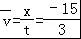 v̅ = x/t = −15/3